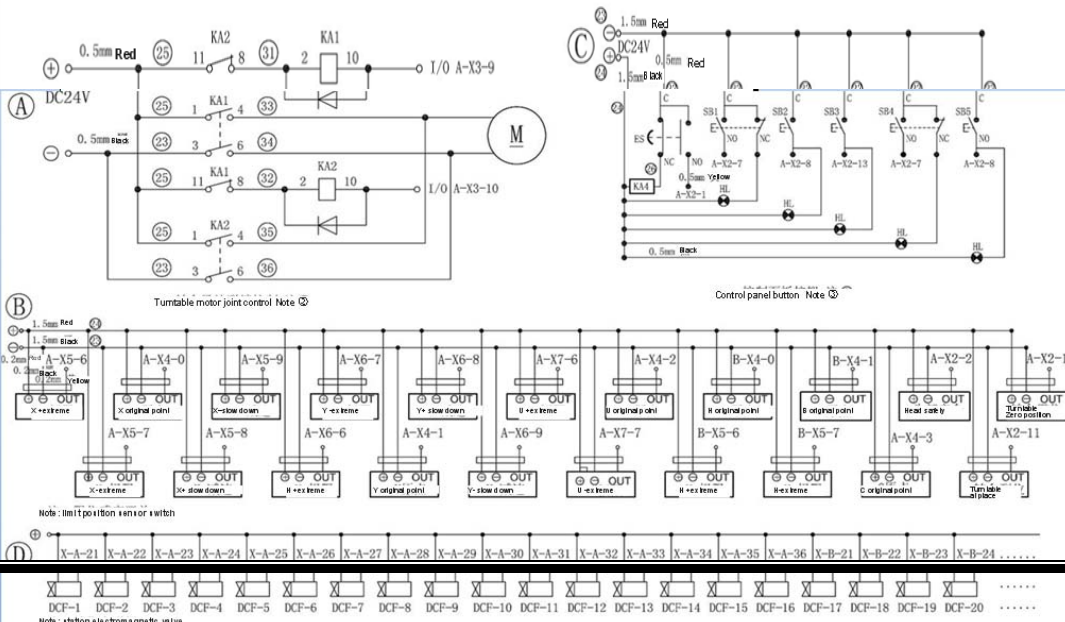 Ⓐ
0.5mm Red ㉕ 11 KA2 8 ㉛ 2 KA1 10 I/O A-X3-9
DC24V
㉕ 1 KA1 4 ㉝
0.5mm Black ㉓ 3 6 ㉞ M
㉕ 11 KA1 8 ㉜ 2 KA2 10 I/O A-X3-10
㉕ 1 KA2 4 ㉟
㉓ 3 6 ㊱
Turntable motor joint control Note ②
Ⓒ
㉓ 1.5mm Red
DC24V 0.5mm Red
㉔ 1.5mm Black
C C C C C C
ES SB1 SB2 SB3 SB4 SB5
NO NC NO NC NO
NC NO A-X2-7 A-X2-8 A-X2-13 A-X2-7 A-X2-8
㉖ 0.5mm Yellow
KA4 A-X2-1 HL
HL
HL
HL
0.5mm Black HL
Control panel button Note ③
Ⓑ
1.5mm Red ㉔
1.5mm Black ㉓
0.2mm Red A-X5-6 A-X4-0 A-X5-9 A-X6-7 A-X6-8 A-X7-6 A-X4-2 B-X4-0 B-X4-1 A-X2-2 A-X2-1
0.2mm Black
0.2mm Yellow
OUT OUT OUT OUT OUT OUT OUT OUT OUT OUT OUT
X +extreme X original point X-slow down Y -extreme Y+ slow down U +extreme U original point H original point B original point Head safely Turntable Zero position
A-X5-7 A-X5-8 A-X6-6 A-X4-1 A-X6-9 A-X7-7 B-X5-6 B-X5-7 A-X4-3 A-X2-11
OUT OUT OUT OUT OUT OUT OUT OUT OUT OUT
X-extreme X+ slow down H +extreme Y original point Y- slow down U -extreme H +extreme H-extreme C original point Turntable at place
Note : limit position sensor switch
Ⓓ
X-A-21 X-A-22 X-A-23 X-A-24 X-A-25 X-A-26 X-A-27 X-A-28 X-A-29 X-A-30 X-A-31 X-A-32 X-A-33 X-A-34 X-A-35 X-A-36 X-B-21 X-B-22 X-B-23 X-B-24 ······
DCF-1 DCF-2 DCF-3 DCF-4 DCF-5 DCF-6 DCF-7 DCF-8 DCF-9 DCF-10 DCF-11 DCF-12 DCF-13 DCF-14 DCF-15 DCF-16 DCF-17 DCF-18 DCF-19 DCF-20 ······
Note : station electromagnetic valve